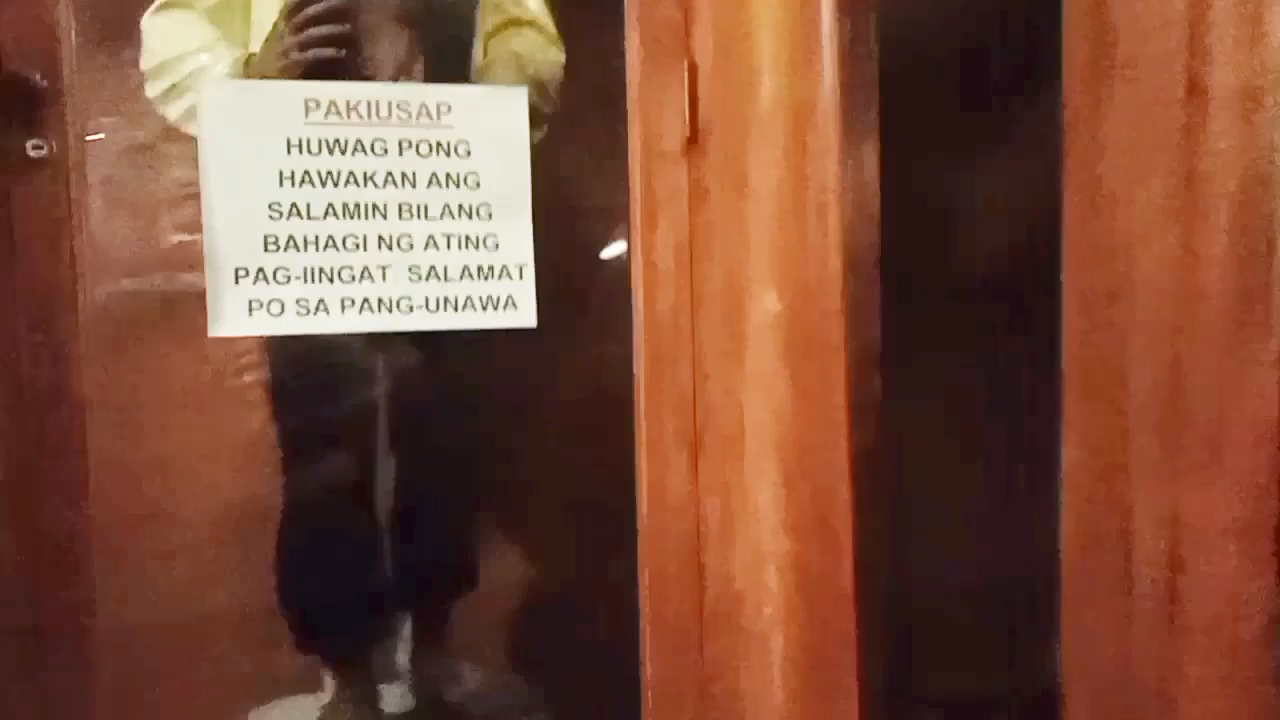 PAKIUSAP
HUWAG PONG
HAWAKAN ANG
SALAMIN BILANG
BAHAGI NG ATING
PAG-IINGAT SALAMAT
PO SA PANG-UNAWA